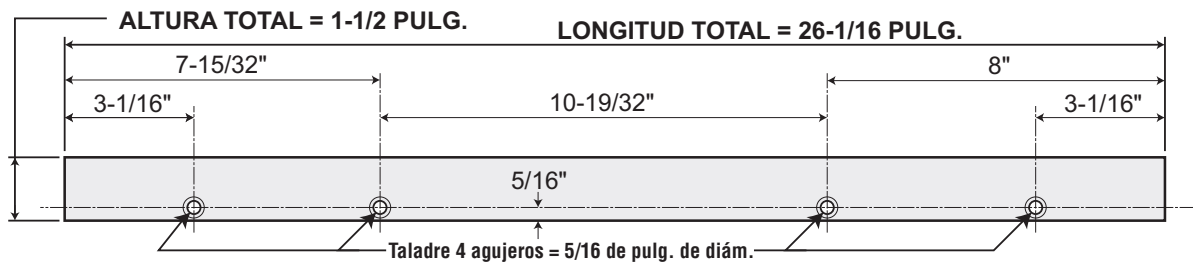 ALTURA TOTAL = 1-1/2 PULG.
LONGITUD TOTAL = 26-1/16 PULG.
7-15/32"
8"
3-1/16"
10-19/32"
3-1/16"
5/16"
Taladre 4 agujeros = 5/16 de pulg. de diám.